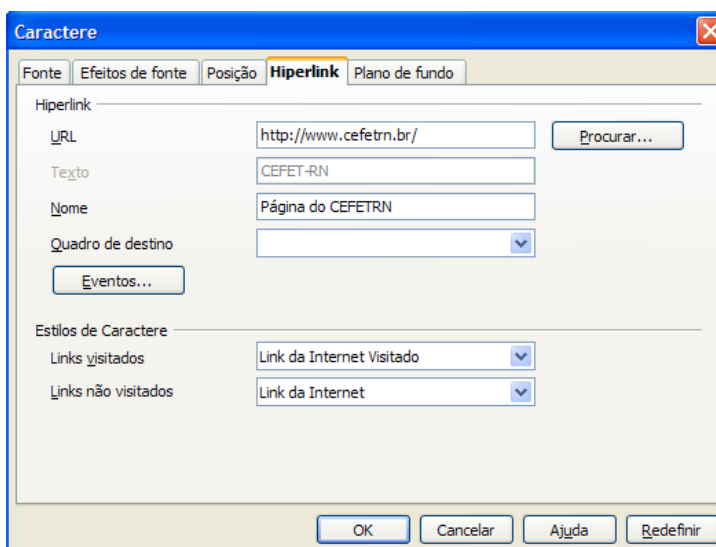 Caractere
Fonte Efeitos de fonte Posição Hiperlink Plano de fundo
Hiperlink
URL http://www.cefetrn.br/ Procurar...
Texto CEFET-RN
Nome Página do CEFETRN
Quadro de destino
Eventos...
Estilos de Caractere
Links visitados Link da Internet Visitado
Links não visitados Link da Internet
OK Cancelar Ajuda Redefinir